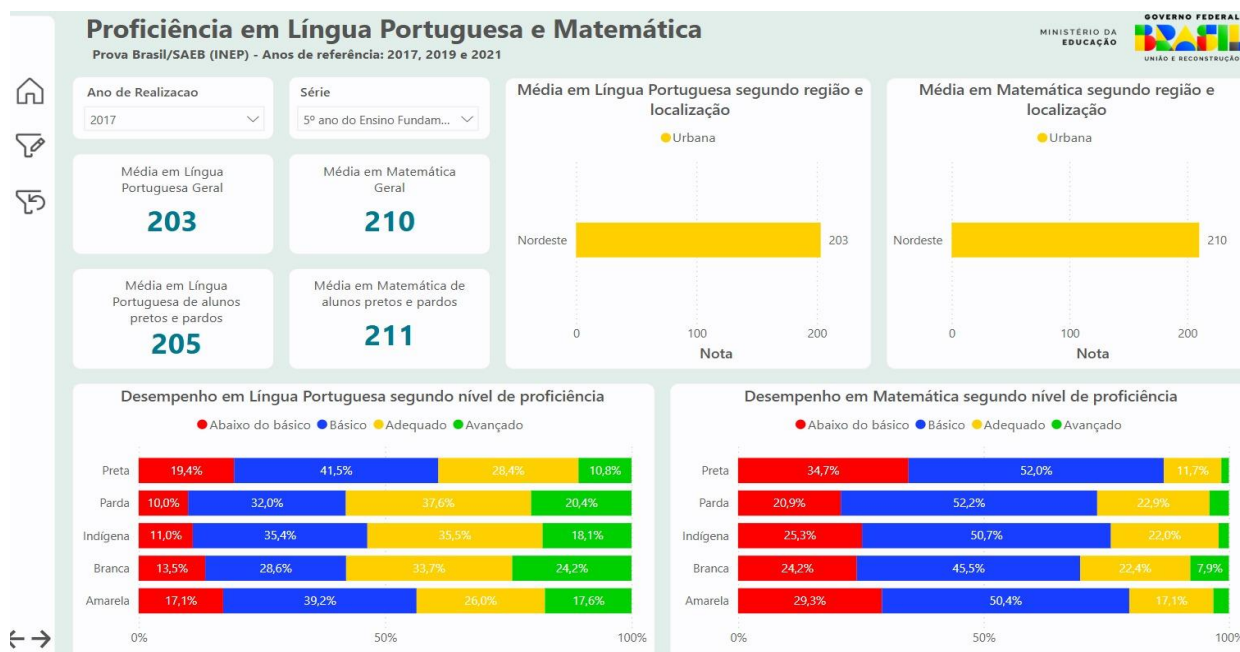 Proficiência em Língua Portuguesa e Matemática
Prova Brasil/SAEB (INEP) - Anos de referência: 2017, 2019 e 2021
MINISTÉRIO DA
EDUCAÇÃO
GOVERNO FEDERAL
BRASIL
UNIÃO E RECONSTRUÇÃO
Ano de Realizacao
2017
Série
5º ano do Ensino Fundam...
Média em Língua
Portuguesa Geral
203
Média em Matemática
Geral
210
Média em Língua
Portuguesa de alunos
pretos e pardos
205
Média em Matemática de
alunos pretos e pardos
211
Média em Língua Portuguesa segundo região e
localização
Urbana
Nordeste
203
0 100 200
Nota
Média em Matemática segundo região e
localização
Urbana
Nordeste
210
0 100 200
Nota
Desempenho em Língua Portuguesa segundo nível de proficiência
Abaixo do básico Básico Adequado Avançado
Preta 19,4% 41,5% 28,4% 10,8%
Parda 10,0% 32,0% 37,6% 20,4%
Indígena 11,0% 35,4% 35,5% 18,1%
Branca 13,5% 28,6% 33,7% 24,2%
Amarela 17,1% 39,2% 26,0% 17,6%
0% 50% 100%
Desempenho em Matemática segundo nível de proficiência
Abaixo do básico Básico Adequado Avançado
Preta 34,7% 52,0% 11,7%
Parda 20,9% 52,2% 22,9%
Indígena 25,3% 50,7% 22,0%
Branca 24,2% 45,5% 22,4% 7,9%
Amarela 29,3% 50,4% 17,1%
0% 50% 100%